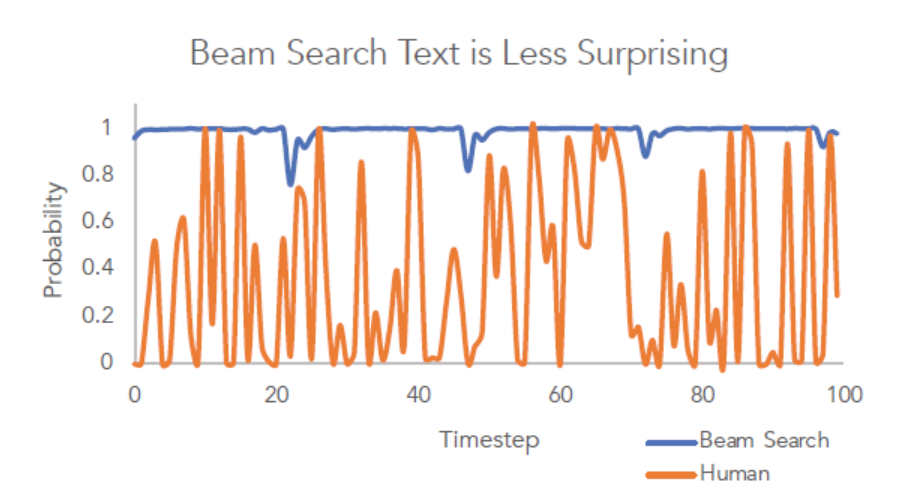 Beam Search Text is Less Surprising
1
0.8
0.6
0.4
0.2
0
Probability
0 20 40 60 80 100
Timestep
Beam Search
Human